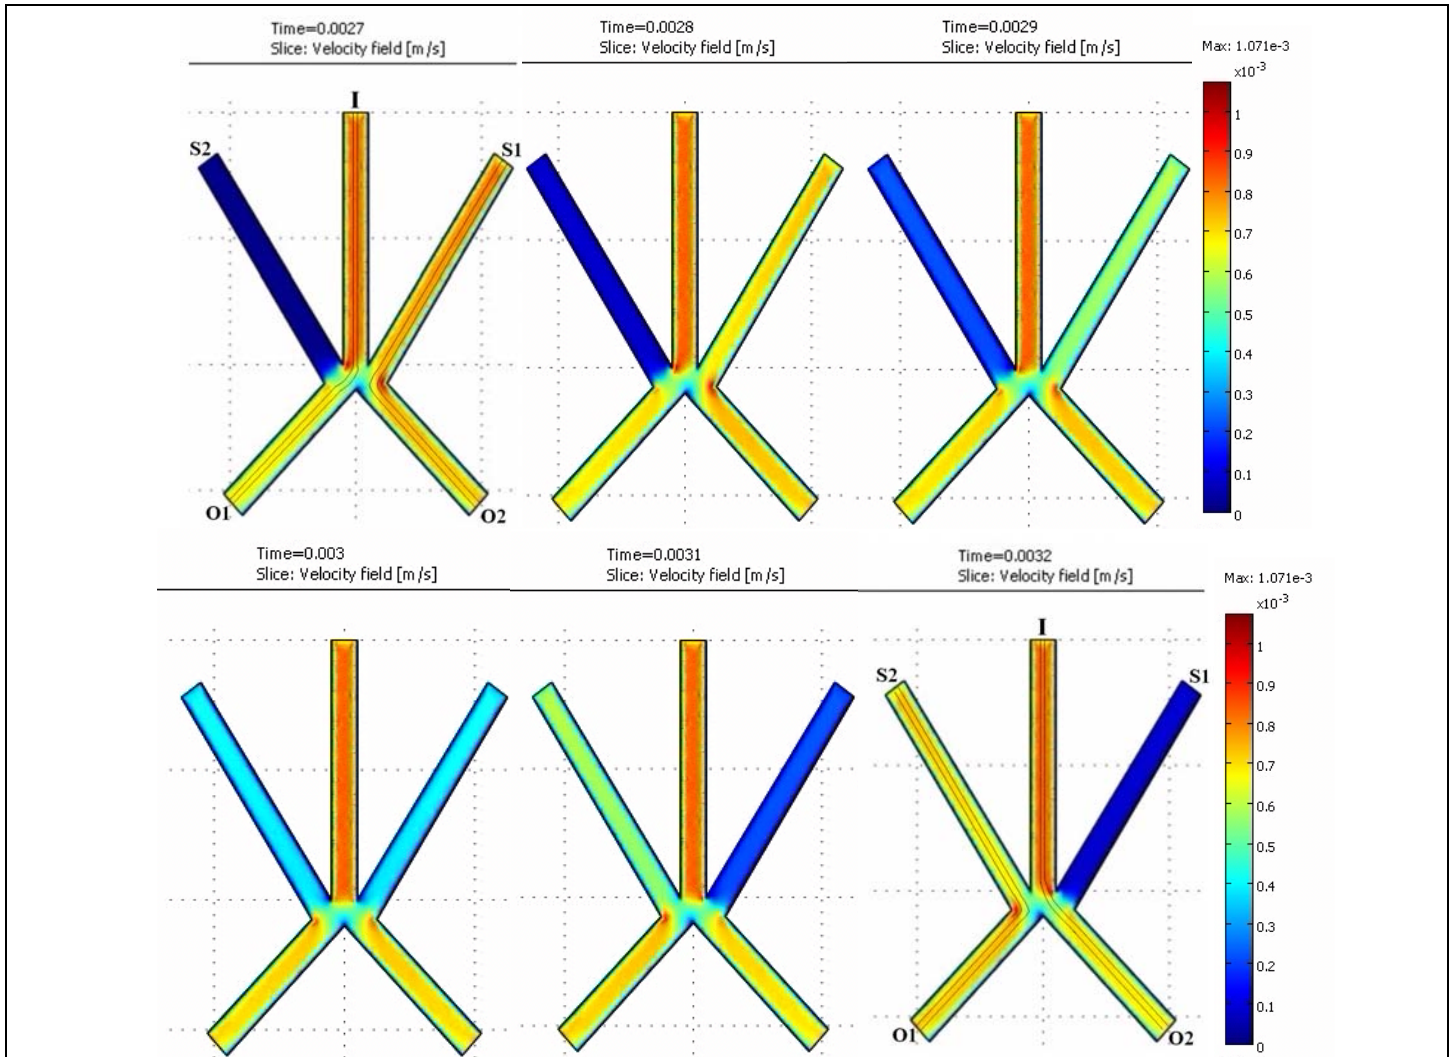 Time=0.0027
Slice: Velocity field [m/s]
Time=0.0028
Slice: Velocity field [m/s]
Time=0.0029
Slice: Velocity field [m/s]
Max: 1.071e-3
x10-3
1
0.9
0.8
0.7
0.6
0.5
0.4
0.3
0.2
0.1
0
I
S2
S1
O1
O2
Time=0.003
Slice: Velocity field [m/s]
Time=0.0031
Slice: Velocity field [m/s]
Time=0.0032
Slice: Velocity field [m/s]
Max: 1.071e-3
x10-3
1
0.9
0.8
0.7
0.6
0.5
0.4
0.3
0.2
0.1
0
I
S2
S1
O1
O2